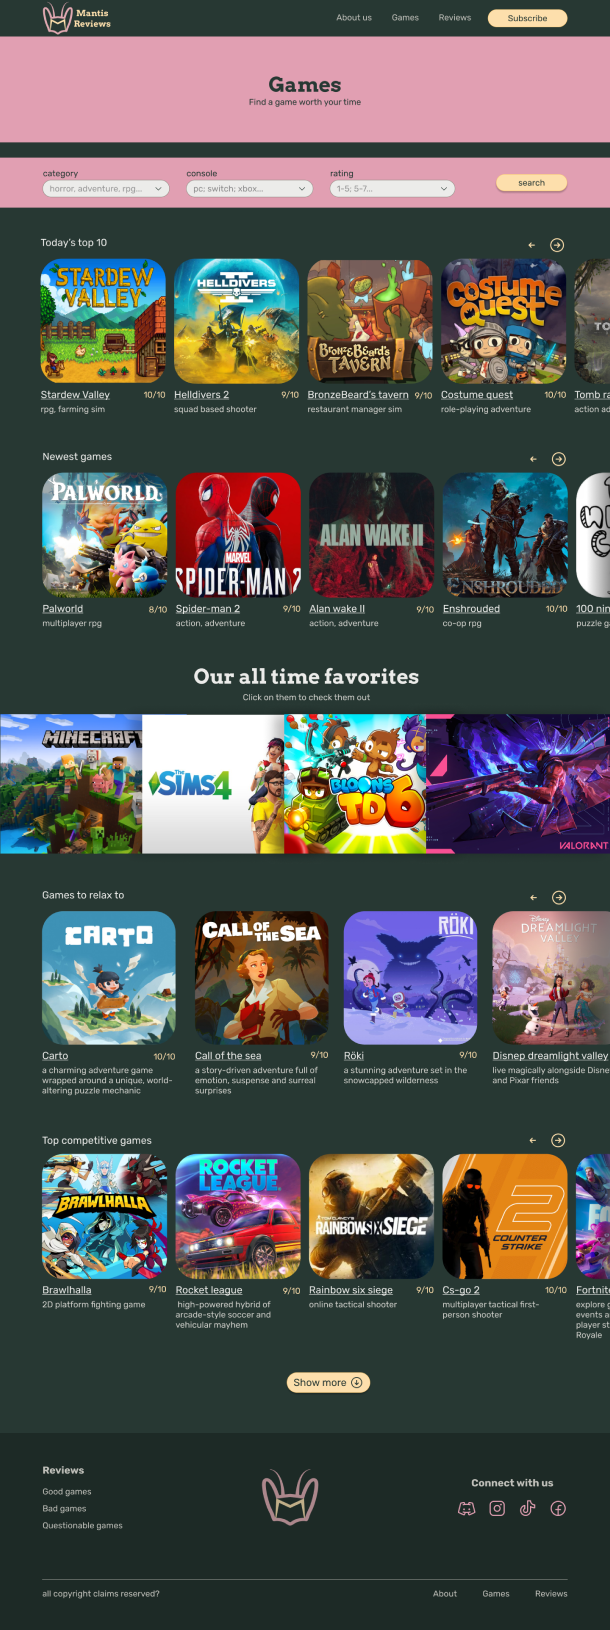 Mantis
Reviews
About us
Games
Reviews
Subscribe
Games
Find a game worth your time
category
console
rating
horror, adventure, rpg...
pc; switch; xbox...
1-5; 5-7...
search
Today's top 10
STARDEW
VALLEY
II
HELLDIVERS
BRONZEBEARD'S
TAVERN
COSTUME
QUEST
TO
Stardew Valley
10/10
Helldivers 2
9/10
BronzeBeard's tavern
9/10
Costume quest
10/10
Tomb ra
rpg, farming sim
squad based shooter
restaurant manager sim
role-playing adventure
action ad
Newest games
PALWORLD
MARVEL
SPIDER-MAN 2
ALAN WAKE II
ENSHROUDED
Palworld
8/10
Spider-man 2
9/10
Alan wake II
9/10
Enshrouded
10/10
100 nin
multiplayer rpg
action, adventure
action, adventure
co-op rpg
puzzle ga
Our all time favorites
Click on them to check them out
MINECRAFT
The
SIMS4
BLOONS
TD6
VALORANT
Games to relax to
CARTO
CALL OF
THE SEA
RÖKI
Disney
DREAMLIGHT
VALLEY
Carto
10/10
Call of the sea
9/10
Röki
9/10
Disnep dreamlight valley
a charming adventure game
wrapped around a unique, world-
altering puzzle mechanic
a story-driven adventure full of
emotion, suspense and surreal
surprises
a stunning adventure set in the
snowcapped wilderness
live magically alongside Disne
and Pixar friends
Top competitive games
BRAWLHALLA
ROCKET
LEAGUE
TOM CLANCY'S
RAINBOWSIX SIEGE
2
COUNTER
STRIKE
Brawlhalla
9/10
Rocket league
9/10
Rainbow six siege
9/10
Cs-go 2
10/10
Fortnite
2D platform fighting game
high-powered hybrid of
arcade-style soccer and
vehicular mayhem
online tactical shooter
multiplayer tactical first-
person shooter
explore g
events a
player st
Royale
Show more
Reviews
Good games
Bad games
Questionable games
Connect with us
all copyright claims reserved?
About
Games
Reviews